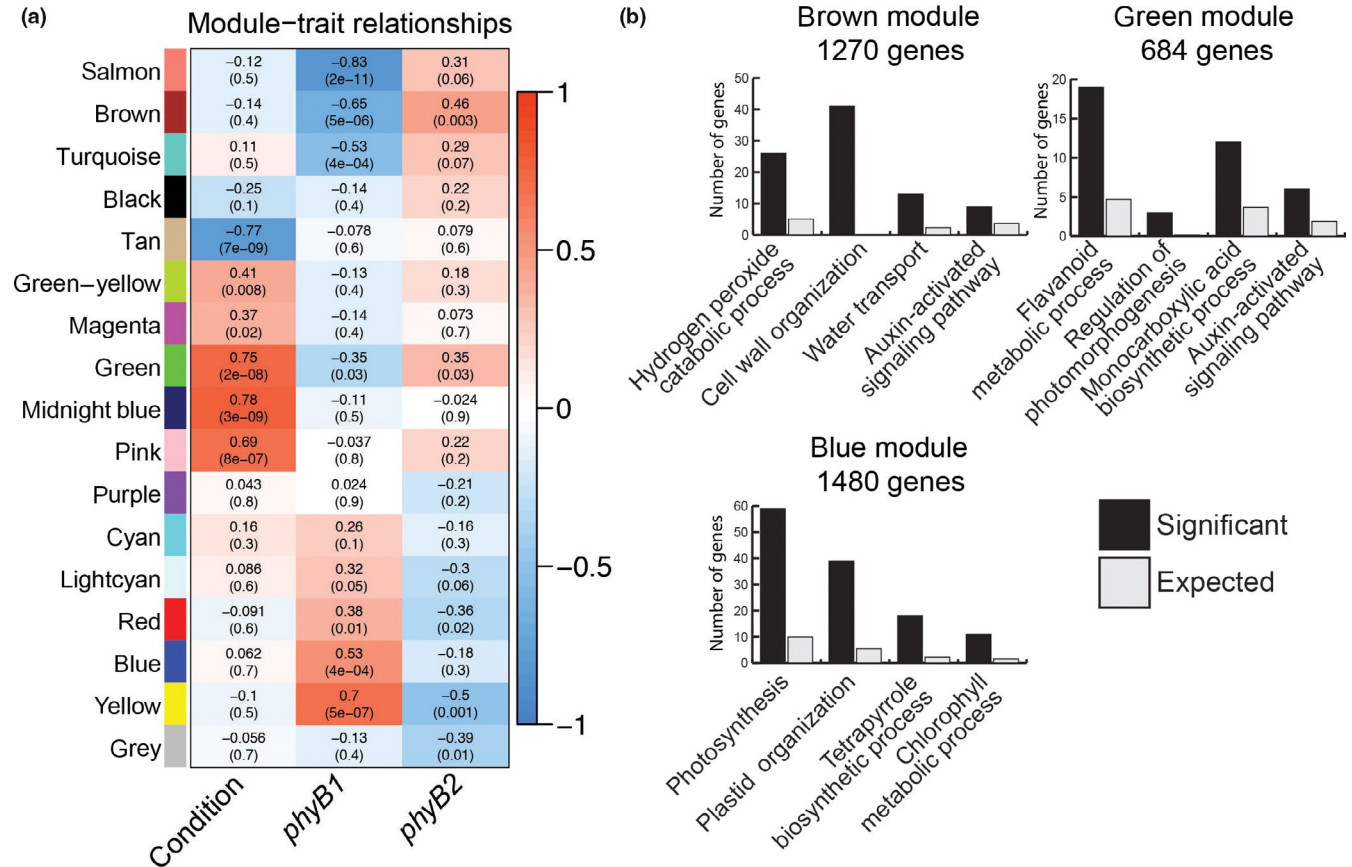 (a)
Module−trait relationships
Salmon −0.12 −0.83 0.31
(0.5) (2e−11) (0.06)
Brown −0.14 −0.65 0.46
(0.4) (5e−06) (0.003)
Turquoise 0.11 −0.53 0.29
(0.5) (4e−04) (0.07)
Black −0.25 −0.14 0.22
(0.1) (0.4) (0.2)
Tan −0.77 −0.078 0.079
(7e−09) (0.6) (0.6)
Green−yellow 0.41 −0.13 0.18
(0.008) (0.4) (0.3)
Magenta 0.37 −0.14 0.073
(0.02) (0.4) (0.7)
Green 0.75 −0.35 0.35
(2e−08) (0.03) (0.03)
Midnight blue 0.78 −0.11 −0.024
(3e−09) (0.5) (0.9)
Pink 0.69 −0.037 0.22
(8e−07) (0.8) (0.2)
Purple 0.043 0.024 −0.21
(0.8) (0.9) (0.2)
Cyan 0.16 0.26 −0.16
(0.3) (0.1) (0.3)
Lightcyan 0.086 0.32 −0.3
(0.6) (0.05) (0.06)
Red −0.091 0.38 −0.36
(0.6) (0.01) (0.02)
Blue 0.062 0.53 −0.18
(0.7) (4e−04) (0.3)
Yellow −0.1 0.7 −0.5
(0.5) (5e−07) (0.001)
Grey −0.056 −0.13 −0.39
(0.7) (0.4) (0.01)
Condition
phyB1
phyB2
1
0.5
0
−0.5
−1
(b)
Brown module
1270 genes
Number of genes
50
40
30
20
10
0
Hydrogen peroxide
catabolic process
Cell wall organization
Water transport
Auxin-activated
signaling pathway
Green module
684 genes
Number of genes
20
15
10
5
0
Flavanoid
metabolic process
Regulation of
photomorphogenesis
Monocarboxylic acid
biosynthetic process
Auxin-activated
signaling pathway
Blue module
1480 genes
Number of genes
60
50
40
30
20
10
0
Photosynthesis
Plastid organization
Tetrapyrrole
biosynthetic process
Chlorophyll
metabolic process
Significant
Expected